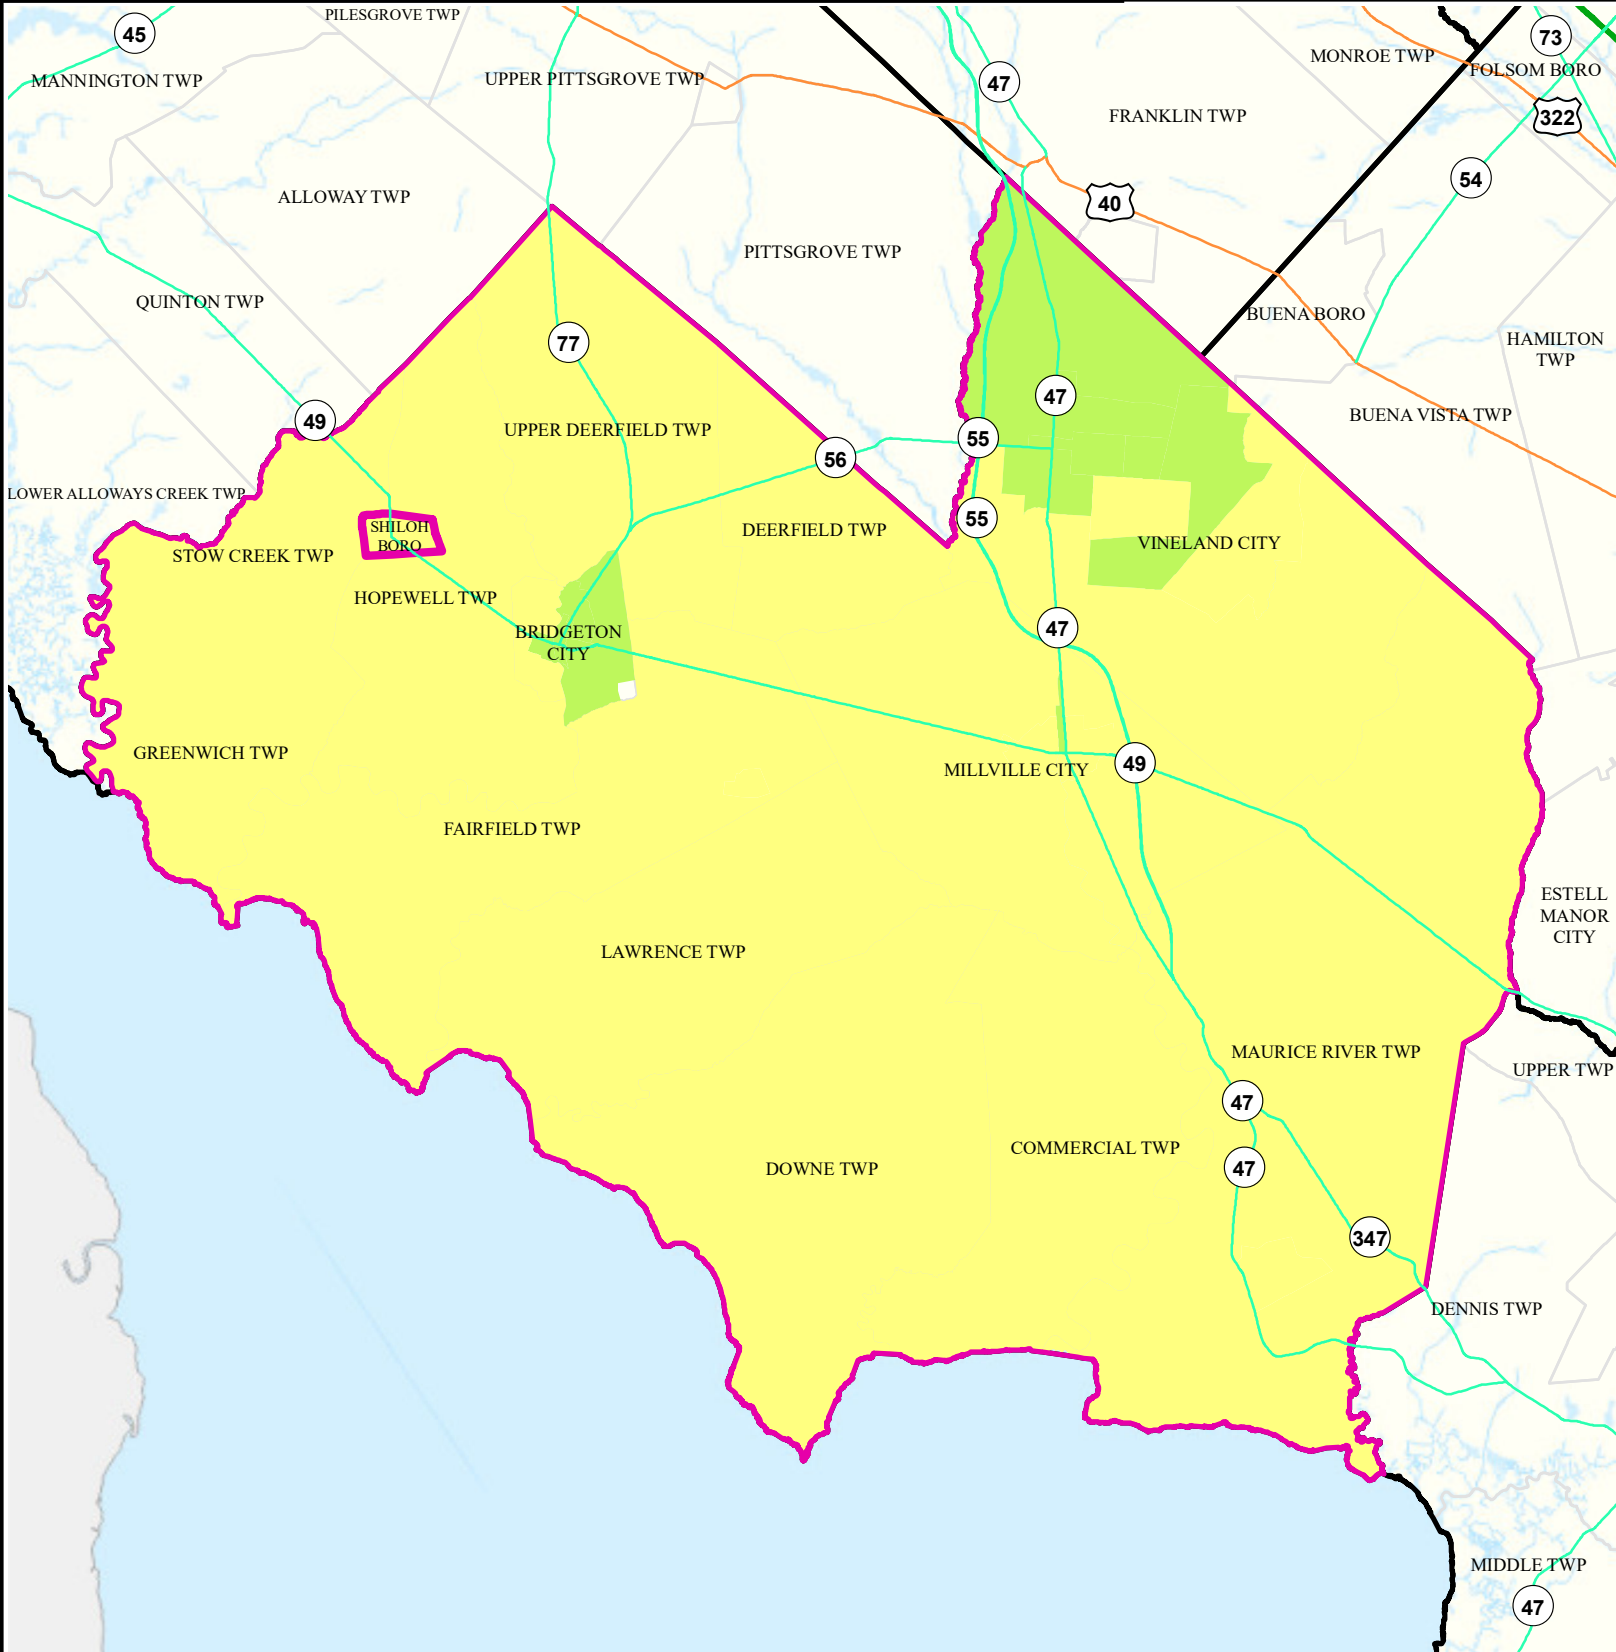 PILESGROVE TWP
45
73
MONROE TWP
FOLSOM BORO
MANNINGTON TWP
UPPER PITTSGROVE TWP
47
FRANKLIN TWP
322
54
ALLOWAY TWP
40
PITTSGROVE TWP
QUINTON TWP
BUENA BORO
HAMILTON
TWP
77
47
BUENA VISTA TWP
49
UPPER DEERFIELD TWP
55
56
LOWER ALLOWAYS CREEK TWP
55
SHILOH
BORO
DEERFIELD TWP
VINELAND CITY
STOW CREEK TWP
HOPEWELL TWP
47
BRIDGETON
CITY
GREENWICH TWP
MILLVILLE CITY
49
FAIRFIELD TWP
ESTELL
MANOR
CITY
LAWRENCE TWP
MAURICE RIVER TWP
UPPER TWP
47
COMMERCIAL TWP
DOWNE TWP
47
347
DENNIS TWP
MIDDLE TWP
47